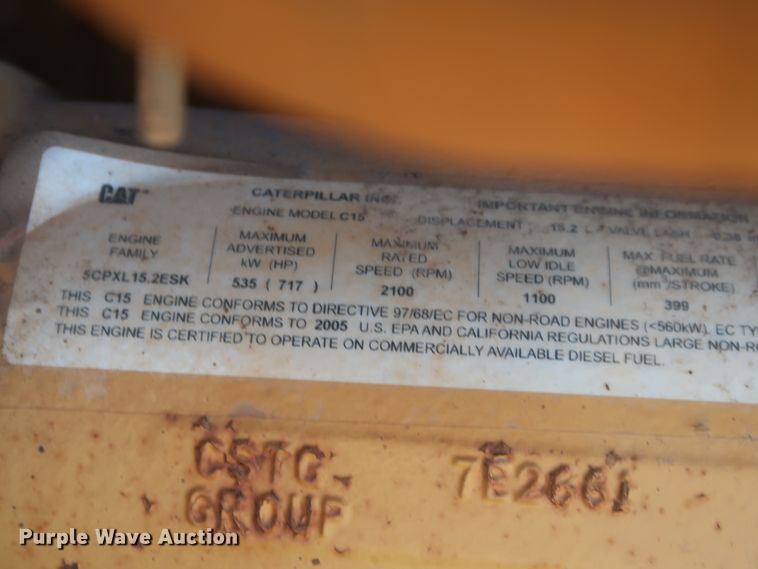 CAT CATERPILLAR INC. IMPORTANT ENGINE INFORMATION
ENGINE MODEL C15 DISPLACEMENT 15.2 L VALVE LASH
ENGINE FAMILY
5CPXL15.2ESK
MAXIMUM ADVERTISED kW (HP)
535 ( 717 )
MAXIMUM RATED SPEED (RPM)
2100
MAXIMUM LOW IDLE SPEED (RPM)
1100
MAX. FUEL RATE @MAXIMUM (mm³/STROKE)
399
THIS C15 ENGINE CONFORMS TO DIRECTIVE 97/68/EC FOR NON-ROAD ENGINES (<560kW). EC TY
THIS C15 ENGINE CONFORMS TO 2005 U.S. EPA AND CALIFORNIA REGULATIONS LARGE NON-R
THIS ENGINE IS CERTIFIED TO OPERATE ON COMMERCIALLY AVAILABLE DIESEL FUEL.
CSTG 7E2661
GROUP
Purple Wave Auction